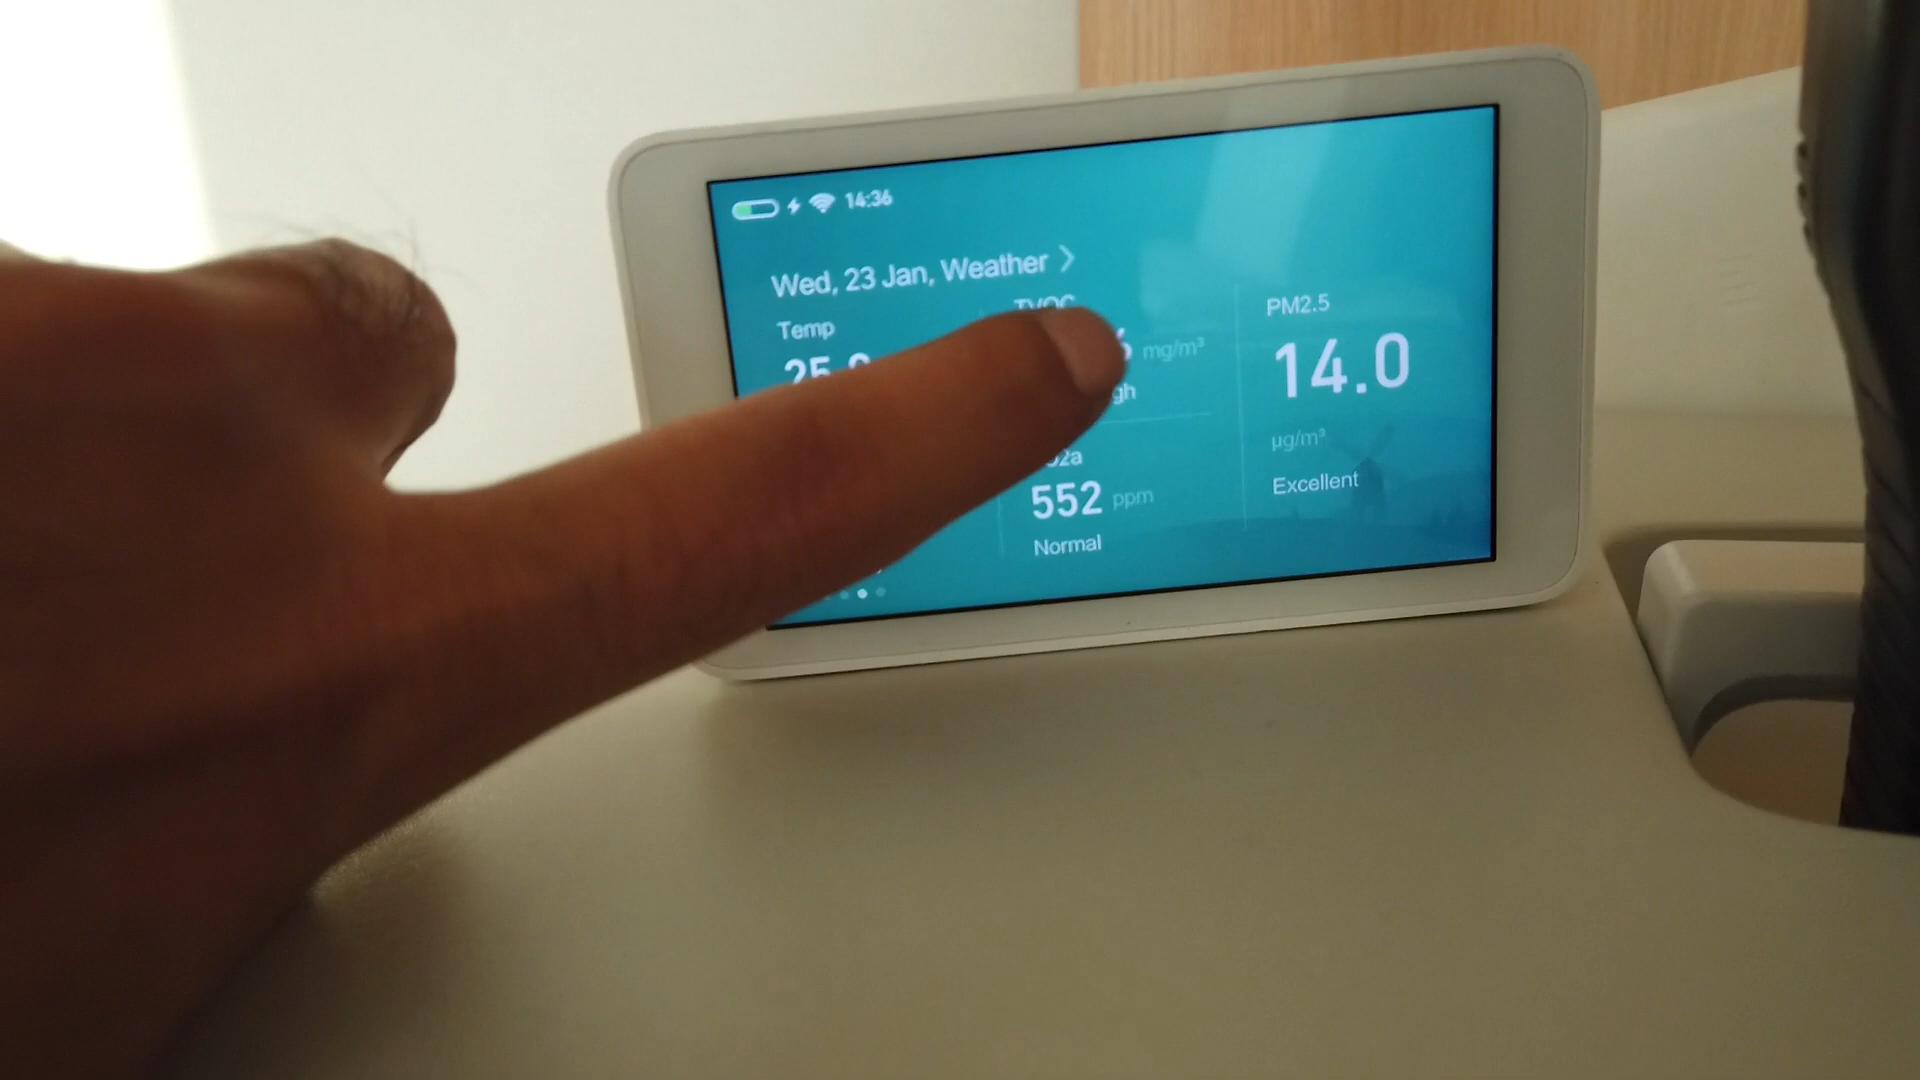 14:36
Wed, 23 Jan, Weather
Temp
TVOC
mg/m³
552 ppm
Normal
PM2.5
14.0
µg/m³
Excellent